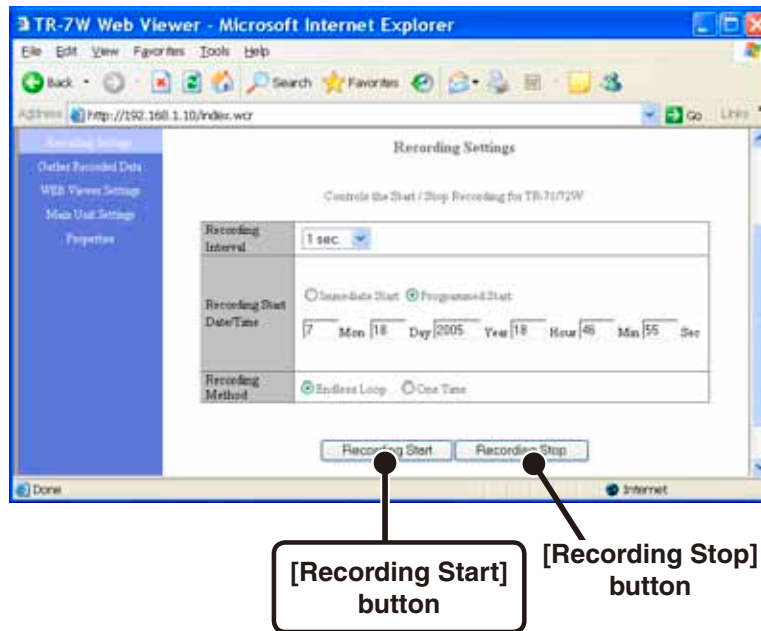 TR-7W Web Viewer - Microsoft Internet Explorer
File Edit View Favorites Tools Help
Back Search Favorites
Address http://192.168.1.10/index.wcr Go Links
Recording Settings
Gather Recorded Data
WEB Viewer Settings
Main Unit Settings
Properties
Recording Settings
Controls the Start / Stop Recording for TR-71/72W
Recording Interval
1 sec.
Recording Start Date/Time
Immediate Start Programmed Start
7 Mon 18 Day 2005 Year 18 Hour 46 Min 55 Sec
Recording Method
Endless Loop One Time
Recording Start Recording Stop
Done Internet
[Recording Start]
button
[Recording Stop]
button